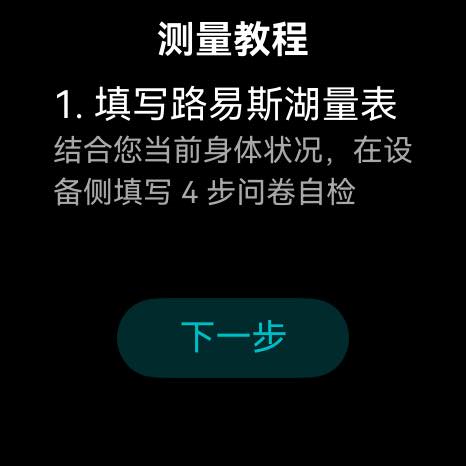 测量教程
1. 填写路易斯湖量表
结合您当前身体状况，在设
备侧填写 4 步问卷自检
下一步